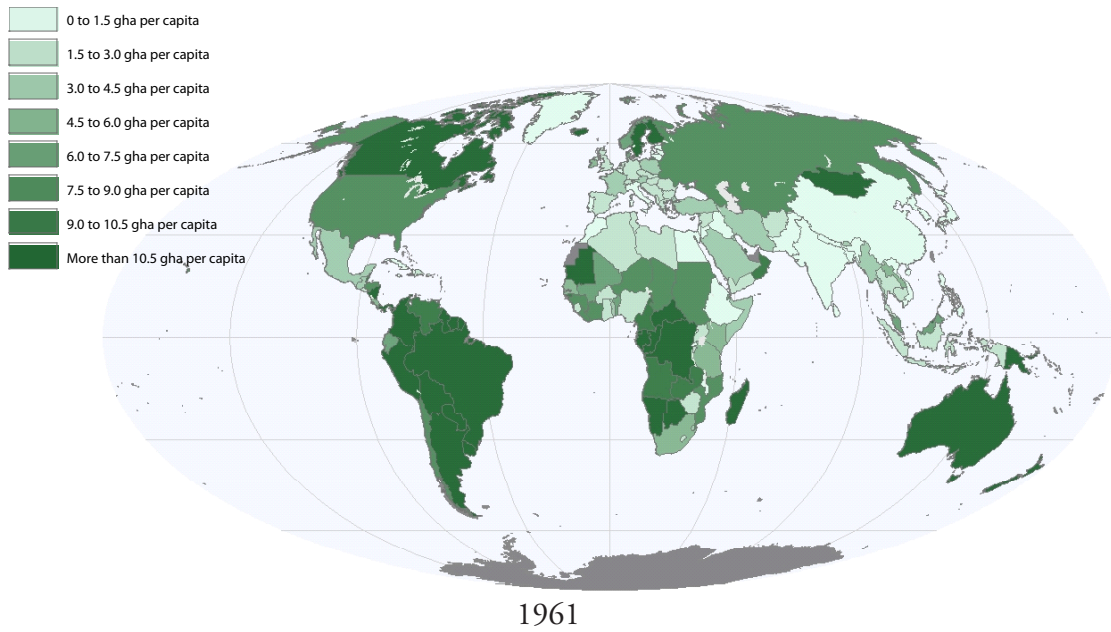 0 to 1.5 gha per capita
1.5 to 3.0 gha per capita
3.0 to 4.5 gha per capita
4.5 to 6.0 gha per capita
6.0 to 7.5 gha per capita
7.5 to 9.0 gha per capita
9.0 to 10.5 gha per capita
More than 10.5 gha per capita
1961